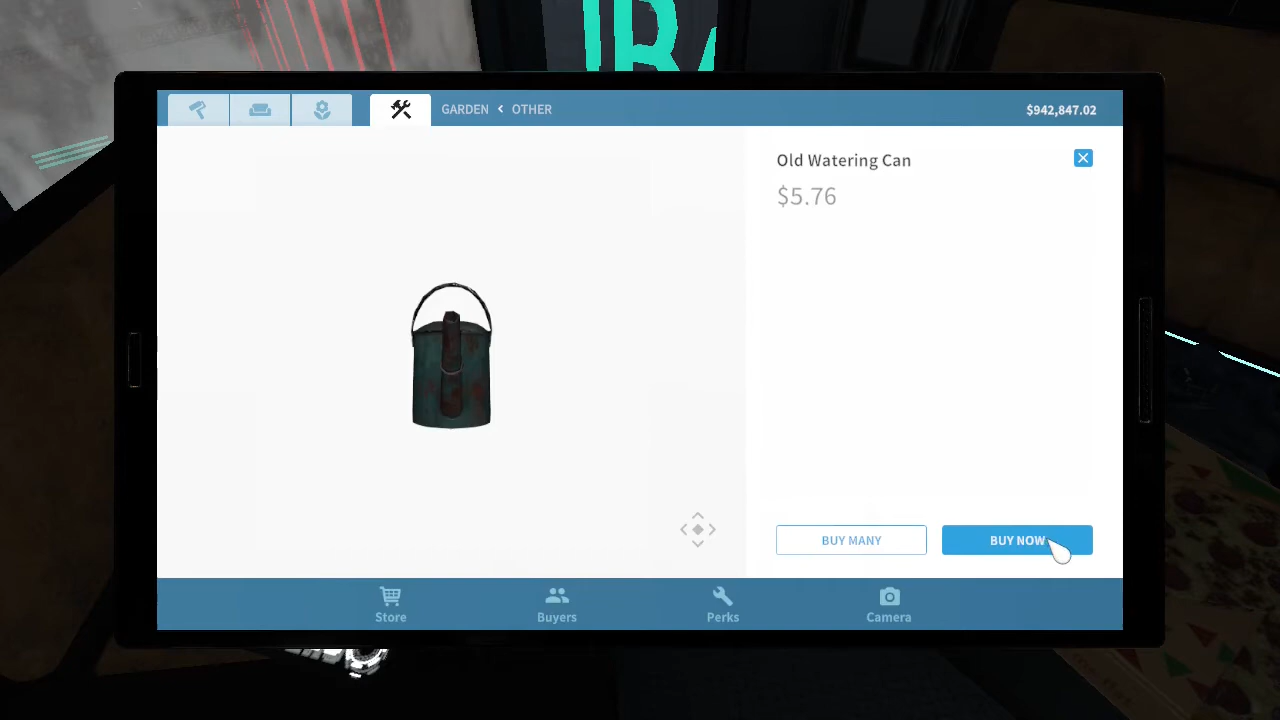 GARDEN < OTHER
$942,847.02
Old Watering Can
$5.76
BUY MANY
BUY NOW
Store
Buyers
Perks
Camera